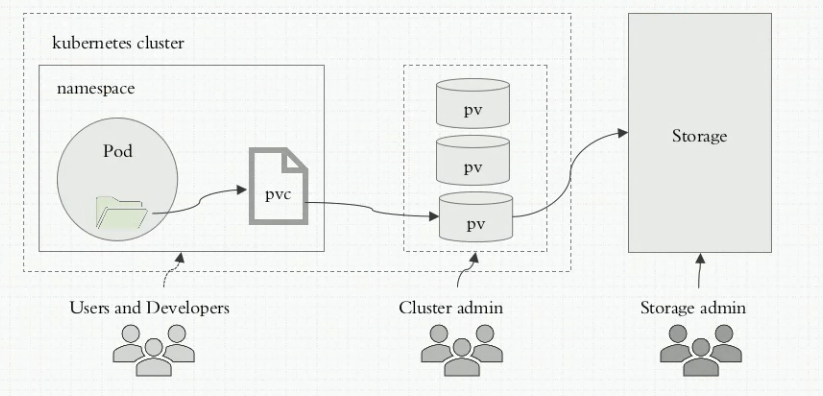 kubernetes cluster
namespace
Pod
pvc
pv
pv
pv
Storage
Users and Developers
Cluster admin
Storage admin